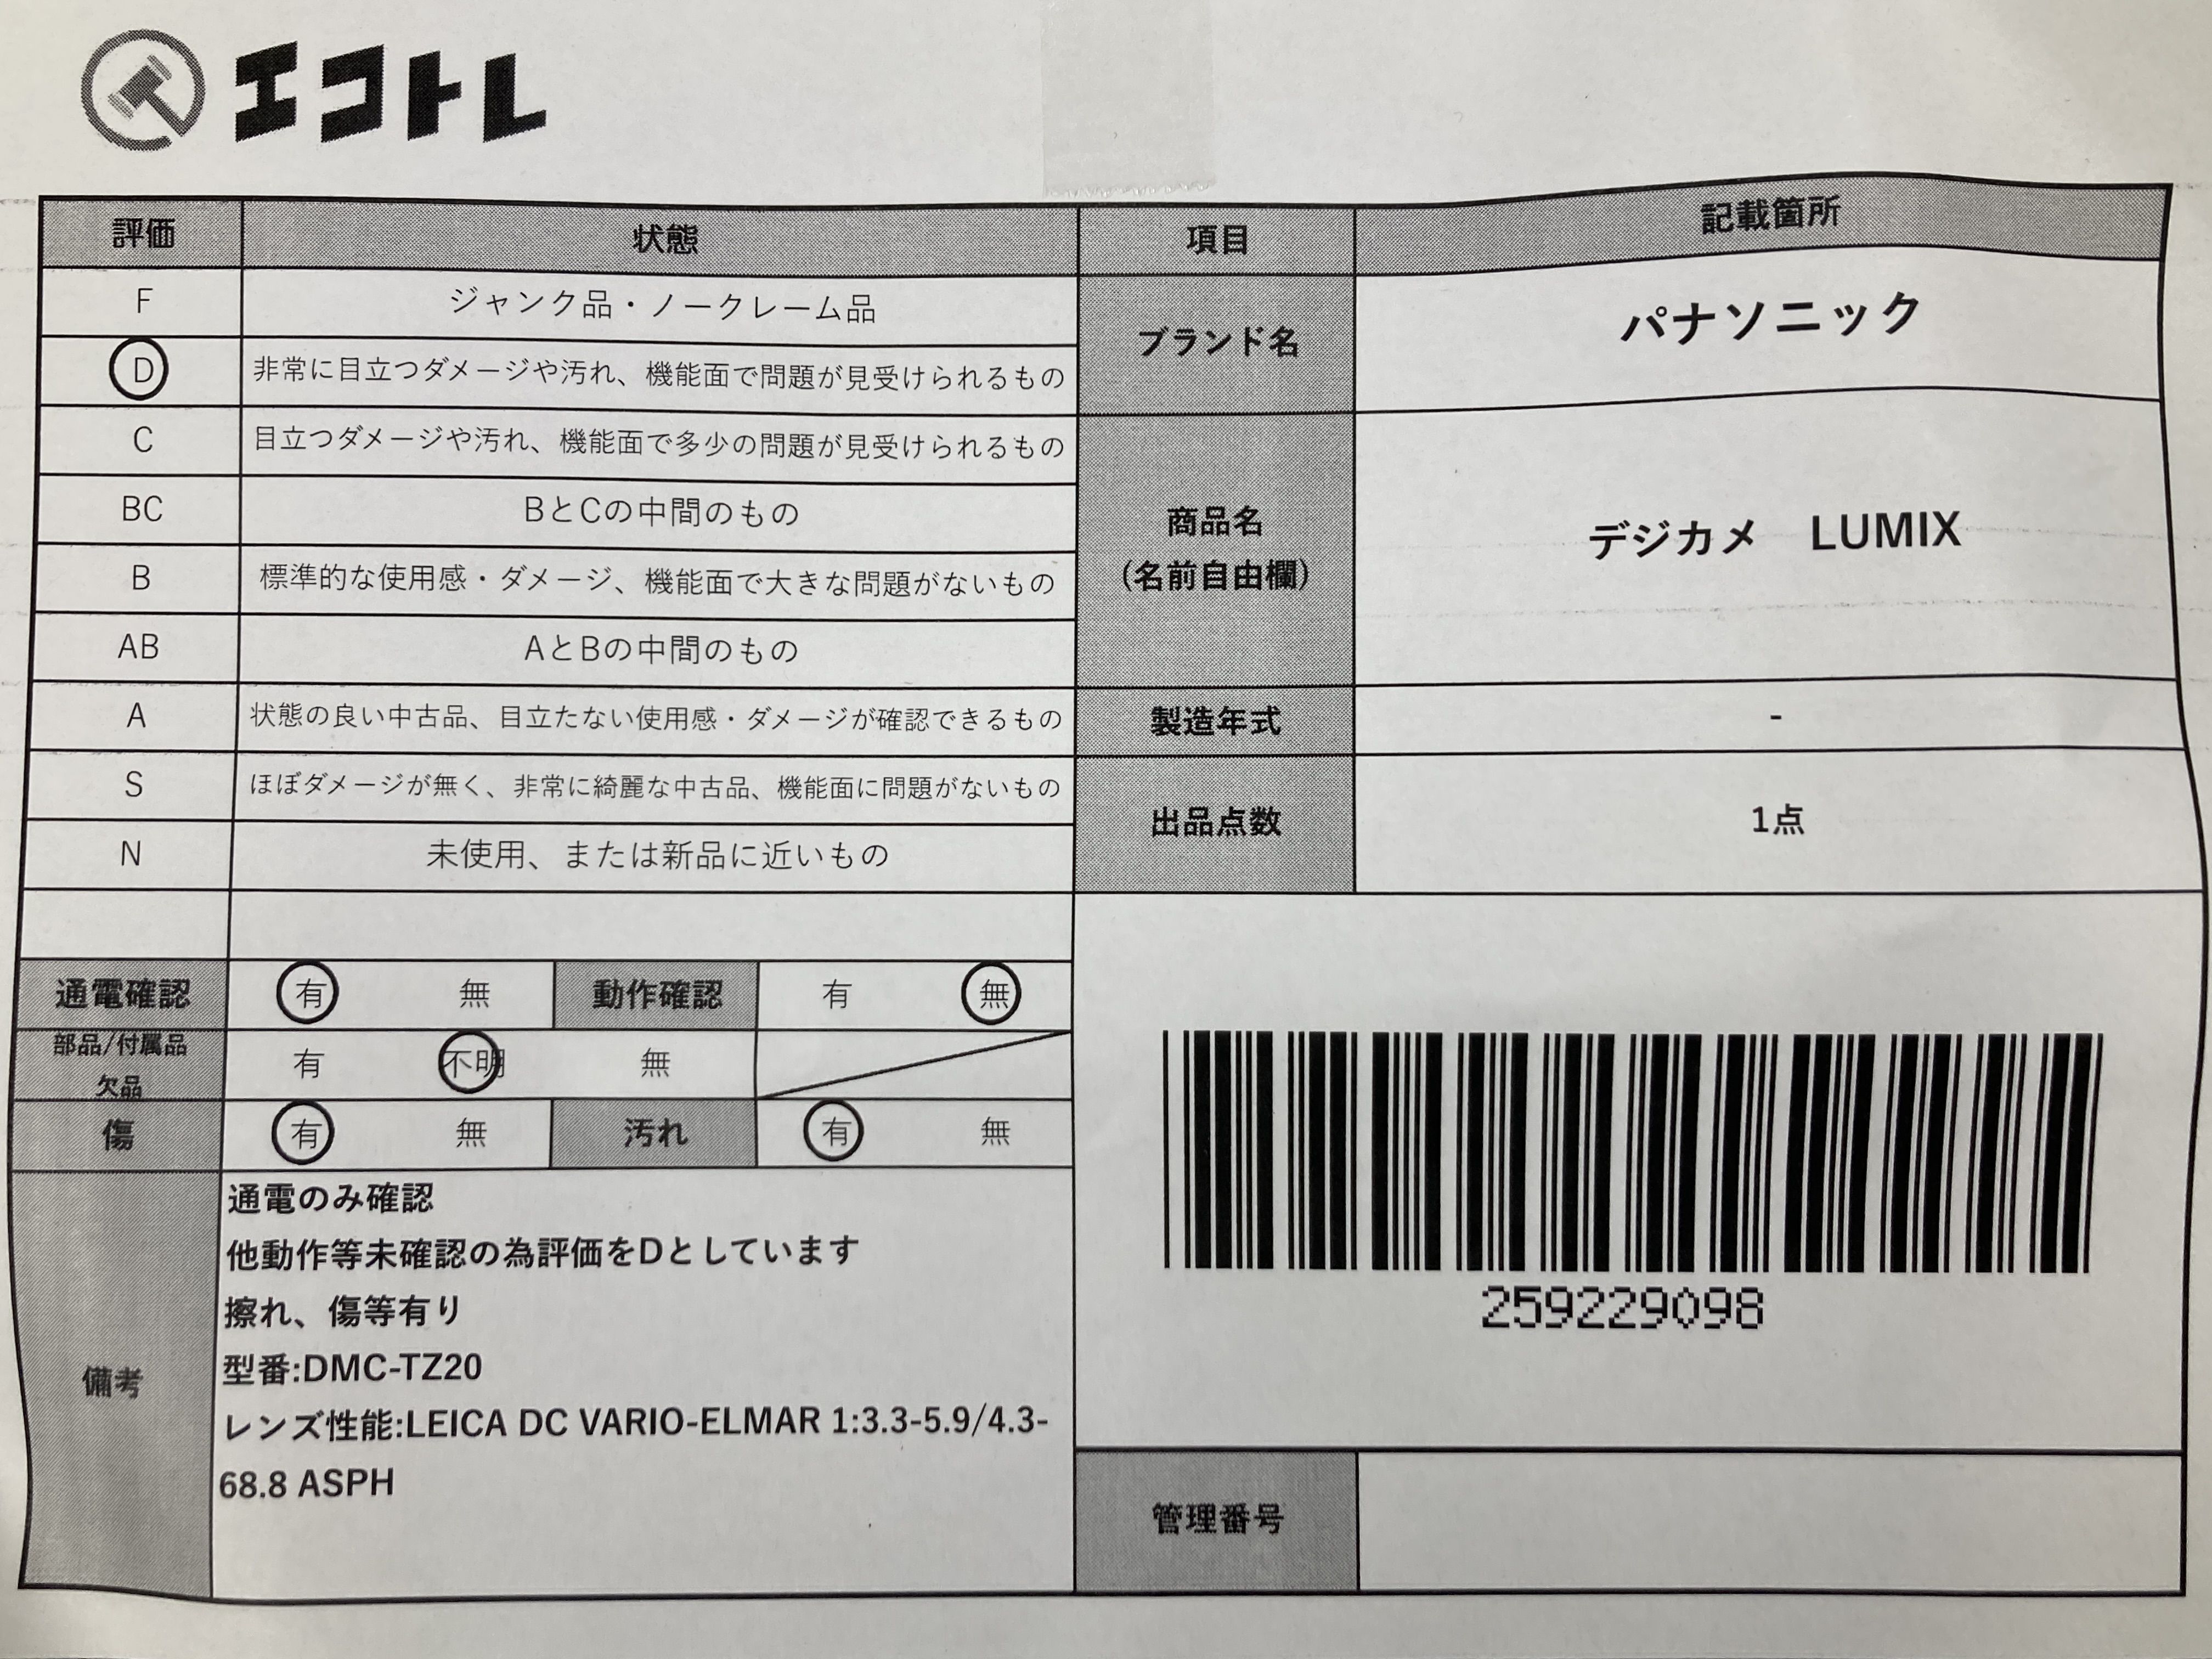 エコトレ
評価 状態 項目 記載箇所
F ジャンク品・ノークレーム品
ブランド名 パナソニック
D 非常に目立つダメージや汚れ、機能面で問題が見受けられるもの
C 目立つダメージや汚れ、機能面で多少の問題が見受けられるもの
BC BとCの中間のもの
商品名
(名前自由欄)
デジカメ LUMIX
B 標準的な使用感・ダメージ、機能面で大きな問題がないもの
AB AとBの中間のもの
A 状態の良い中古品、目立たない使用感・ダメージが確認できるもの
製造年式 -
S ほぼダメージが無く、非常に綺麗な中古品、機能面に問題がないもの
出品点数 1点
N 未使用、または新品に近いもの
通電確認 有 無 動作確認 有 無
部品/付属品
欠品
有 不明 無
傷 有 無 汚れ 有 無
備考
通電のみ確認
他動作等未確認の為評価をDとしています
擦れ、傷等有り
型番:DMC-TZ20
レンズ性能:LEICA DC VARIO-ELMAR 1:3.3-5.9/4.3-
68.8 ASPH
259229098
管理番号